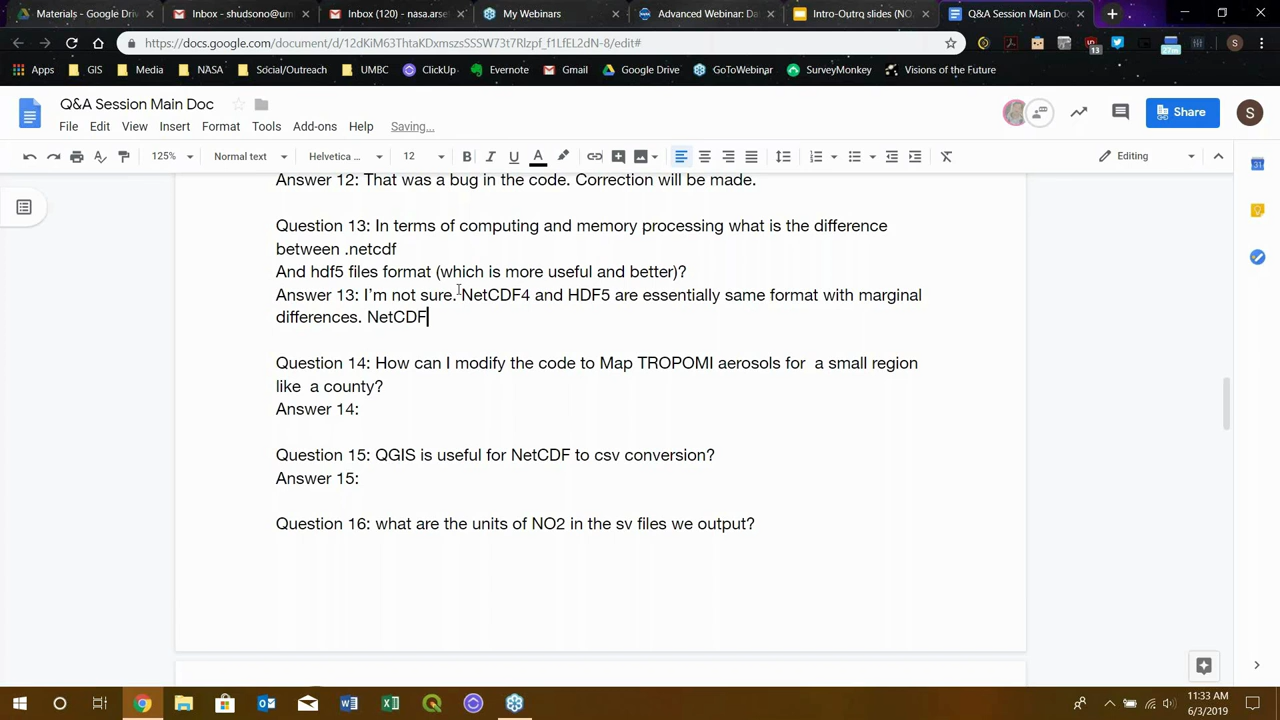 Materials - Google Drive
Inbox - shudsono@um
Inbox (120) - nasa.arse
My Webinars
Advanced Webinar: Da
Intro-Outro slides (NO
Q&A Session Main Doc
https://docs.google.com/document/d/12dKiM63ThtaKDxmszsSSSW73t7Rlzpf_f1LfEL2dN-8/edit#
13
27m
S
Apps
GIS
Media
NASA
Social/Outreach
UMBC
ClickUp
Evernote
Gmail
Google Drive
GoToWebinar
SurveyMonkey
Visions of the Earth
Q&A Session Main Doc
Share
S
File Edit View Insert Format Tools Add-ons Help Saving...
125% Normal text Helvetica ... 12 B I U A Editing
31
Answer 12: That was a bug in the code. Correction will be made.
Question 13: In terms of computing and memory processing what is the difference
between .netcdf
And hdf5 files format (which is more useful and better)?
Answer 13: I'm not sure. NetCDF4 and HDF5 are essentially same format with marginal
differences. NetCDF
Question 14: How can I modify the code to Map TROPOMI aerosols for  a small region
like  a county?
Answer 14:
Question 15: QGIS is useful for NetCDF to csv conversion?
Answer 15:
Question 16: what are the units of NO2 in the sv files we output?
11:33 AM
6/3/2019